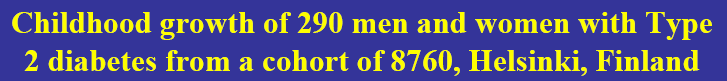 Childhood growth of 290 men and women with Type
2 diabetes from a cohort of 8760, Helsinki, Finland